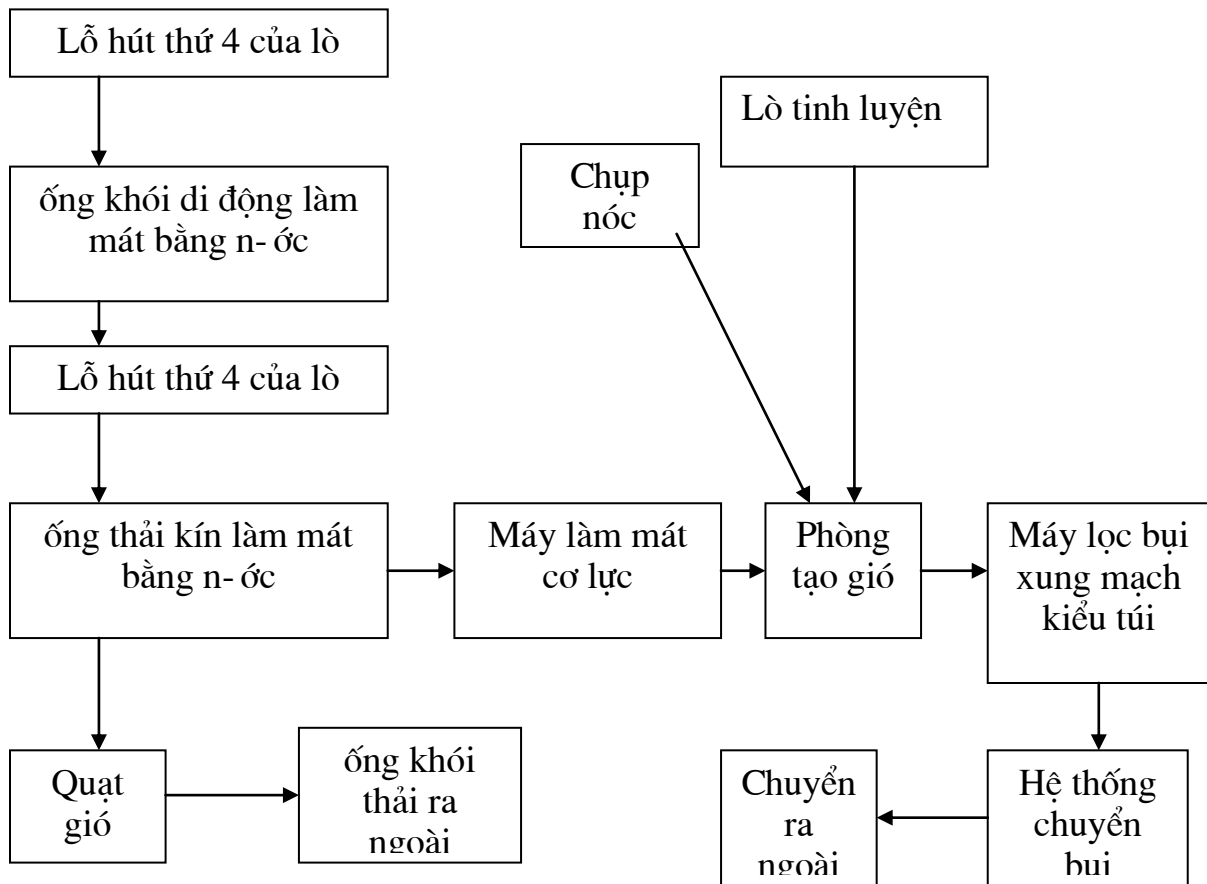 Lỗ hút thứ 4 của lò
Lò tinh luyện
Chụp
nóc
ống khói di động làm
mát bằng n- ớc
Lỗ hút thứ 4 của lò
ống thải kín làm mát
bằng n- ớc
Máy làm mát
cơ lực
Phòng
tạo gió
Máy lọc bụi
xung mạch
kiểu túi
Quạt
gió
ống khói
thải ra
ngoài
Chuyển
ra
ngoài
Hệ thống
chuyển
bụi